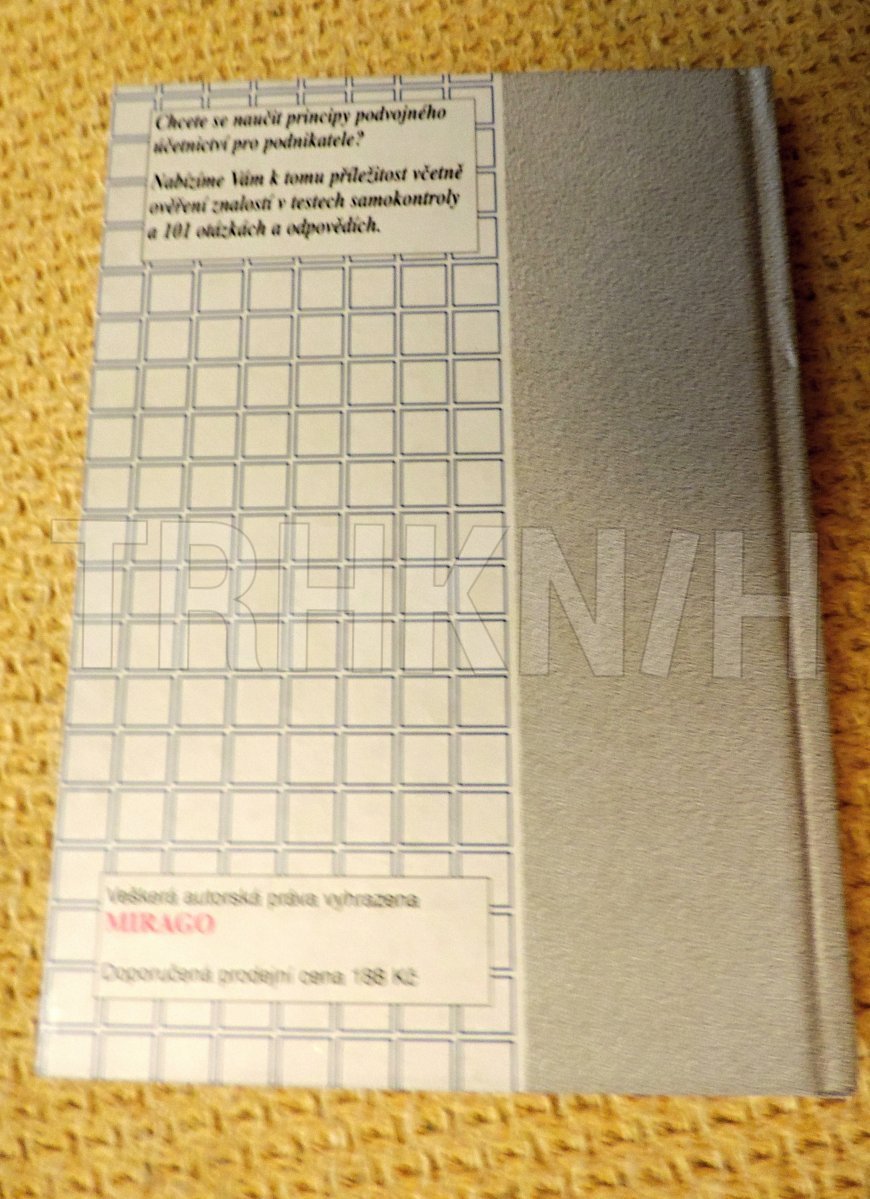 Chcete se naučit principy podvojného
účetnictví pro podnikatele?
Nabízíme Vám k tomu příležitost včetně
ověření znalostí v testech samokontroly
a 101 otázkách a odpovědích.
TRHKNIH
Veškerá autorská práva vyhrazena
MIRAGO
Doporučená prodejní cena 188 Kč